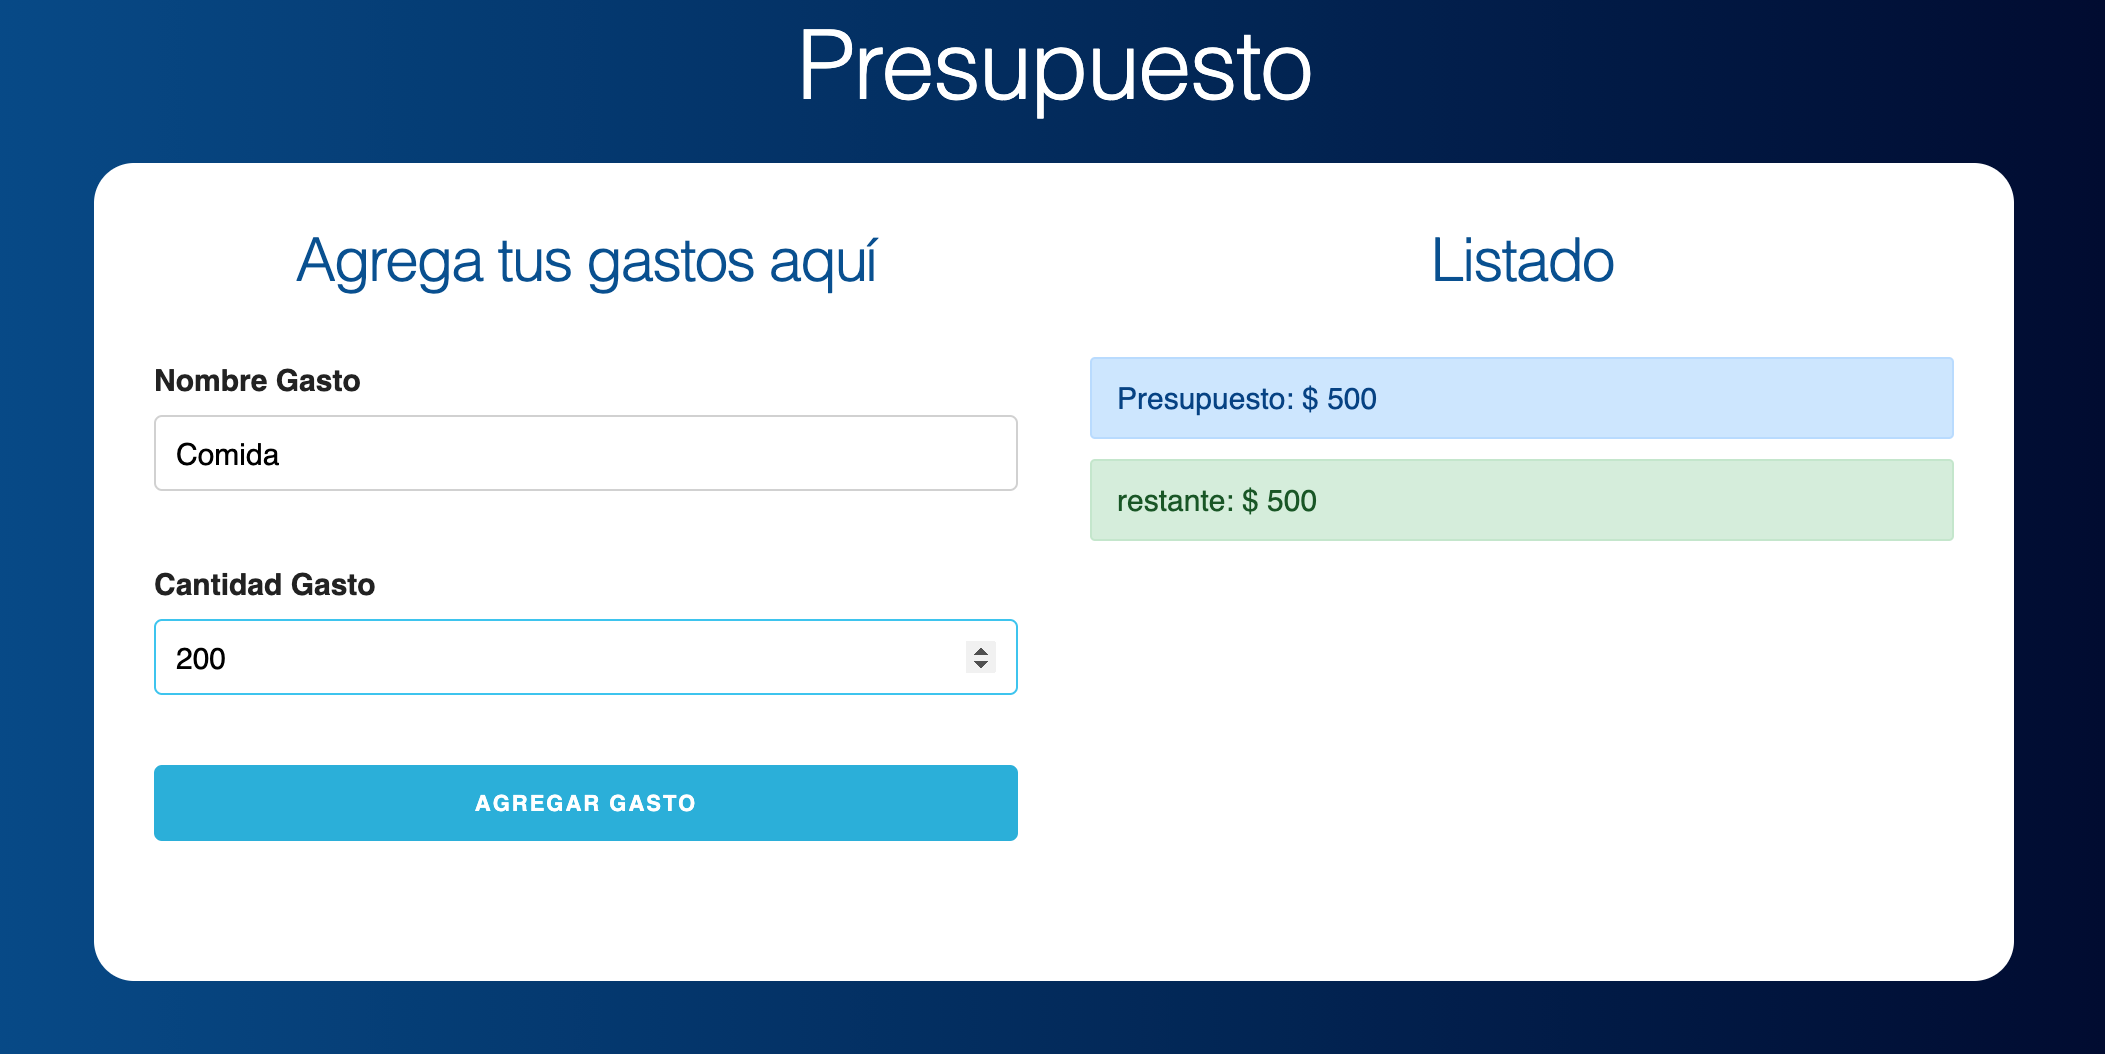 Presupuesto
Agrega tus gastos aquí
Nombre Gasto
Comida
Cantidad Gasto
200
AGREGAR GASTO
Listado
Presupuesto: $ 500
restante: $ 500